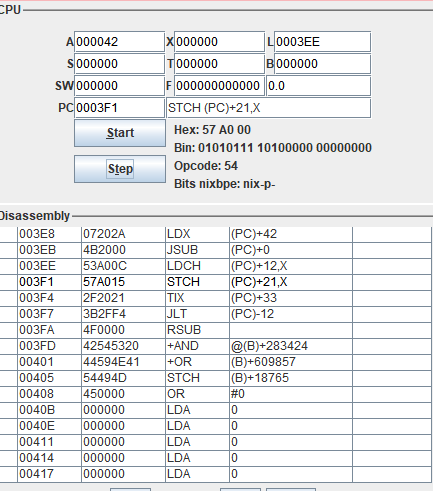 CPU
A 000042 X 000000 L 0003EE
S 000000 T 000000 B 000000
SW 000000 F 000000000000 0.0
PC 0003F1 STCH (PC)+21,X
Start Hex: 57 A0 00
Bin: 01010111 10100000 00000000
Step Opcode: 54
Bits nixbpe: nix-p-
Disassembly
003E8 07202A LDX (PC)+42
003EB 4B2000 JSUB (PC)+0
003EE 53A00C LDCH (PC)+12,X
003F1 57A015 STCH (PC)+21,X
003F4 2F2021 TIX (PC)+33
003F7 3B2FF4 JLT (PC)-12
003FA 4F0000 RSUB
003FD 42545320 +AND @(B)+283424
00401 44594E41 +OR (B)+609857
00405 54494D STCH (B)+18765
00408 450000 OR #0
0040B 000000 LDA 0
0040E 000000 LDA 0
00411 000000 LDA 0
00414 000000 LDA 0
00417 000000 LDA 0